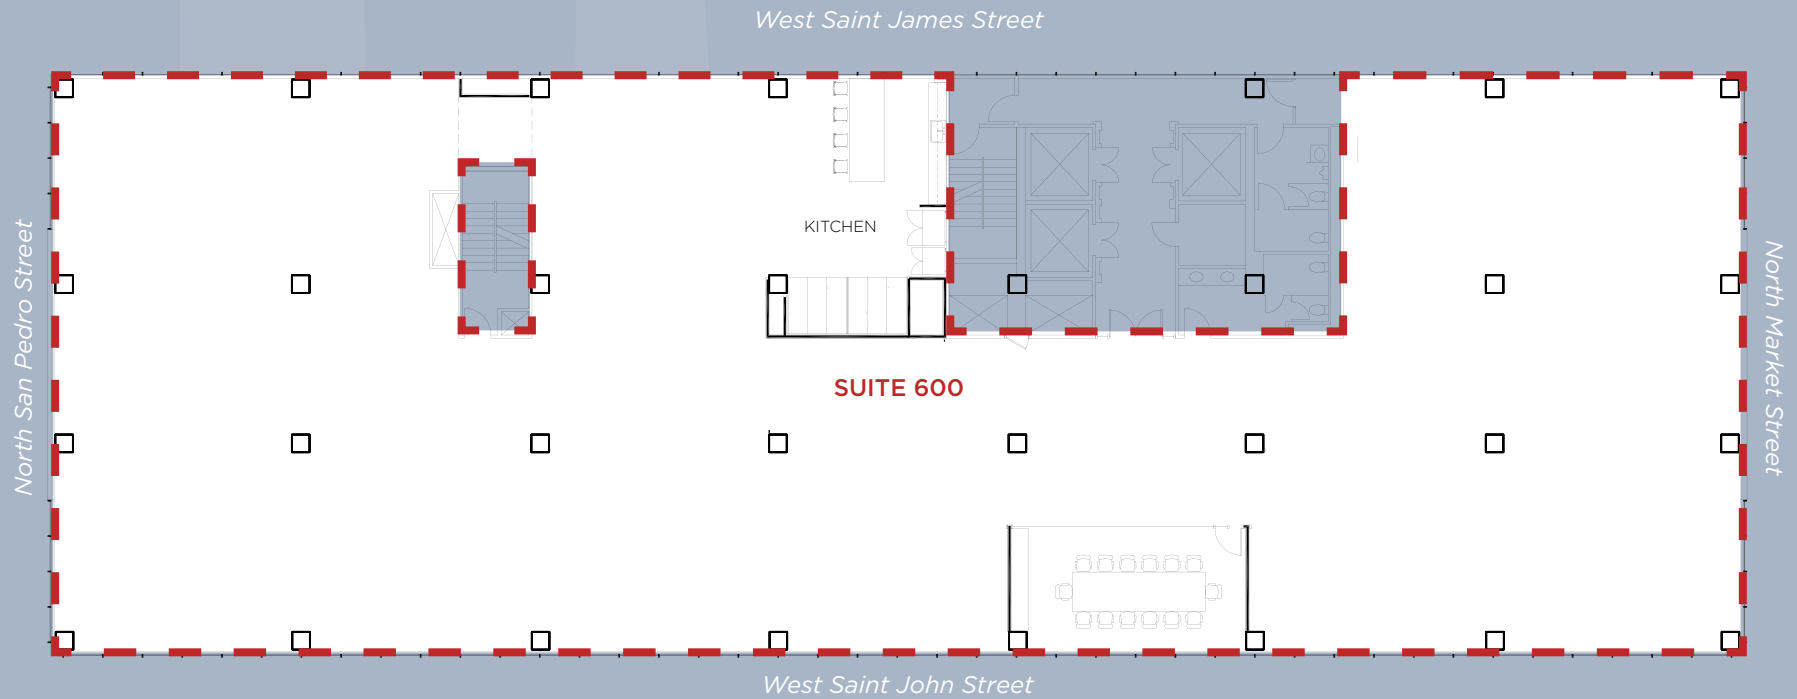 West Saint James Street
North San Pedro Street
KITCHEN
SUITE 600
North Market Street
West Saint John Street